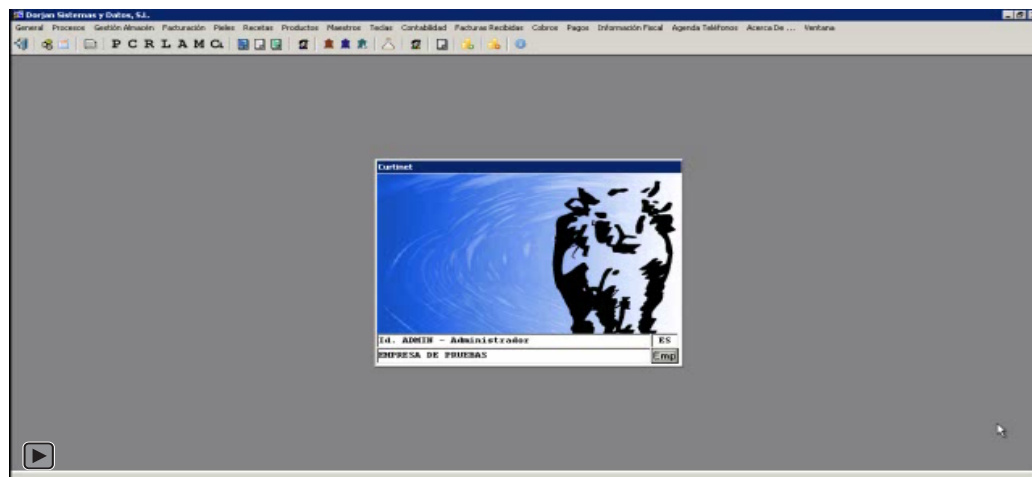 Dorjan Sistemas y Datos, S.L.
General Procesos Gestión Almacén Facturación Pieles Recetas Productos Maestros Teclas Contabilidad Facturas Recibidas Cobros Pagos Información Fiscal Agenda Teléfonos Acerca De ... Ventana
P C R L A M
Curtinet
Id. ADMIN - Administrador ES
EMPRESA DE PRUEBAS Emp